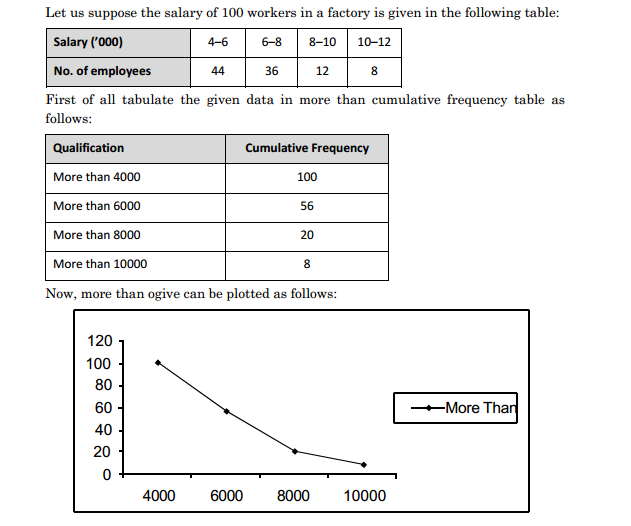 Let us suppose the salary of 100 workers in a factory is given in the following table:
Salary ('000) 4–6 6–8 8–10 10–12
No. of employees 44 36 12 8
First of all tabulate the given data in more than cumulative frequency table as
follows:
Qualification Cumulative Frequency
More than 4000 100
More than 6000 56
More than 8000 20
More than 10000 8
Now, more than ogive can be plotted as follows:
120
100
80
60
40
20
0
4000 6000 8000 10000
More Than